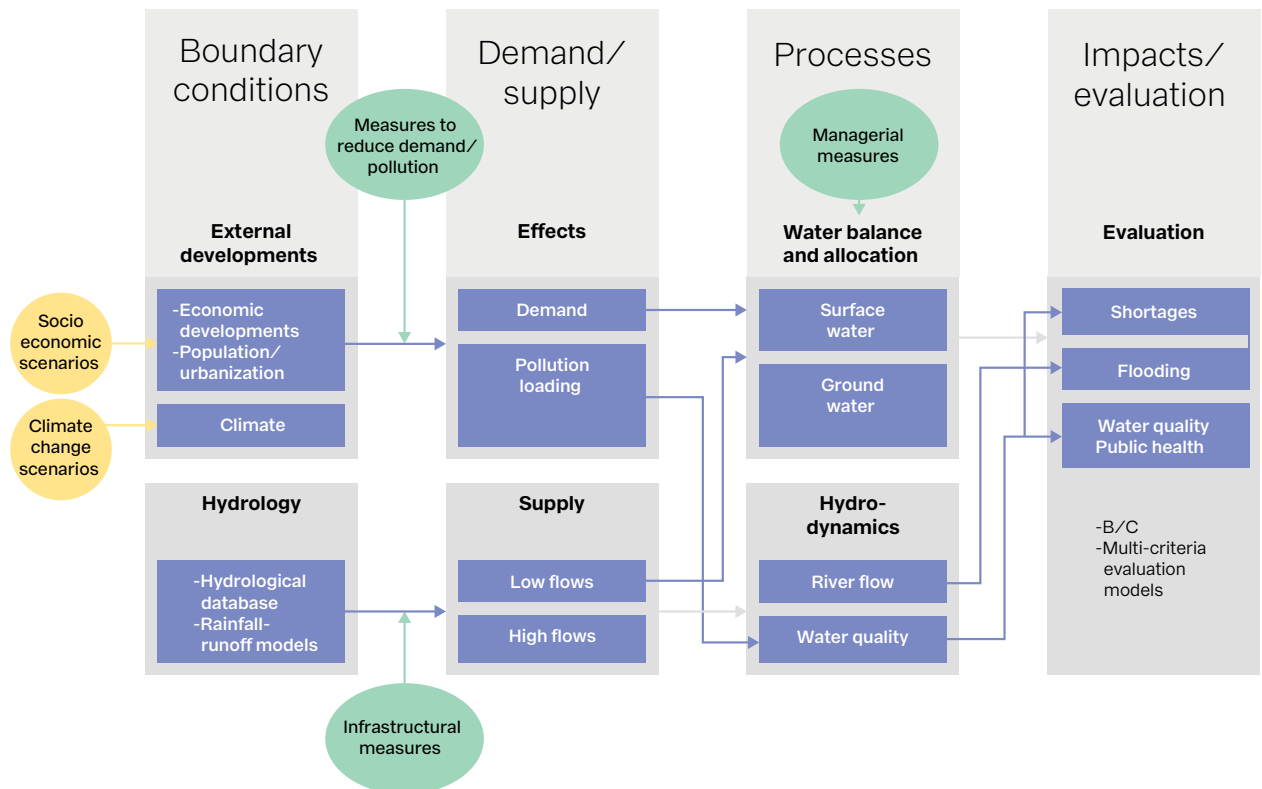 Boundary
conditions
Demand/
supply
Processes
Impacts/
evaluation
Measures to
reduce demand/
pollution
Managerial
measures
External
developments
Effects
Water balance
and allocation
Evaluation
Socio
economic
scenarios
-Economic
developments
-Population/
urbanization
Demand
Pollution
loading
Surface
water
Ground
water
Shortages
Flooding
Water quality
Public health
Climate
change
scenarios
Climate
Hydrology
Supply
Hydro-
dynamics
-B/C
-Multi-criteria
evaluation
models
-Hydrological
database
-Rainfall-
runoff models
Low flows
High flows
River flow
Water quality
Infrastructural
measures